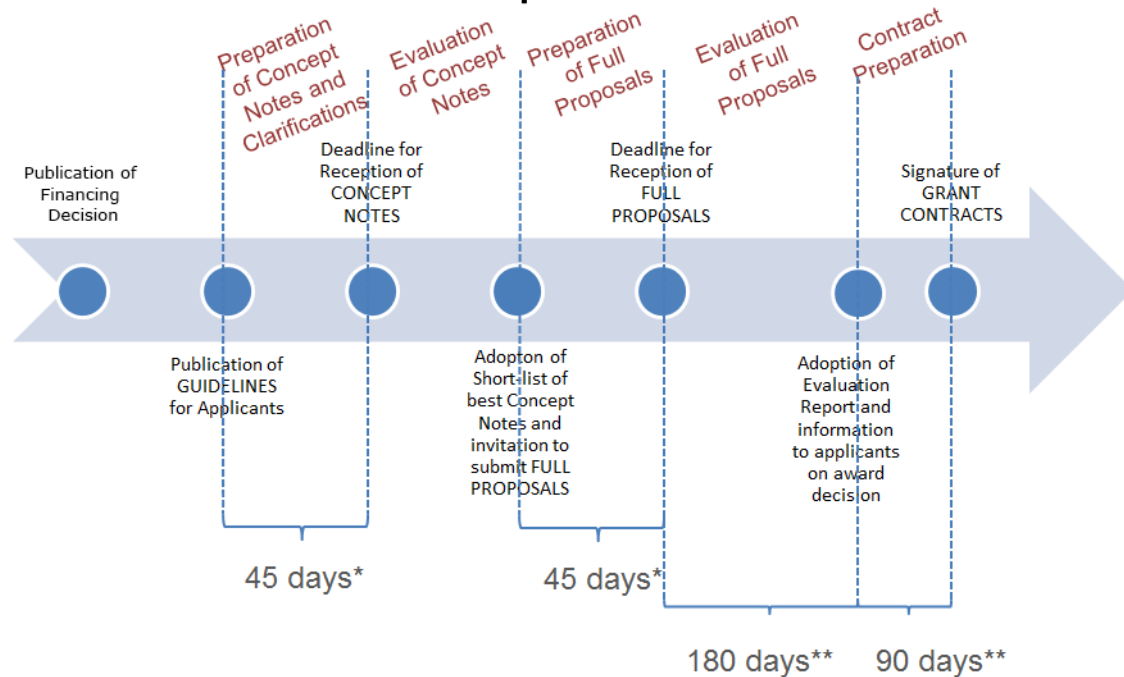 Preparation
of Concept
Notes and
Clarifications
Evaluation
of Concept
Notes
Preparation
of Full
Proposals
Evaluation
of Full
Proposals
Contract
Preparation
Publication of
Financing
Decision
Deadline for
Reception of
CONCEPT
NOTES
Deadline for
Reception of
FULL
PROPOSALS
Signature of
GRANT
CONTRACTS
Publication of
GUIDELINES
for Applicants
Adopton of
Short-list of
best Concept
Notes and
invitation to
submit FULL
PROPOSALS
Adoption of
Evaluation
Report and
information
to applicants
on award
decision
45 days*
45 days*
180 days**
90 days**